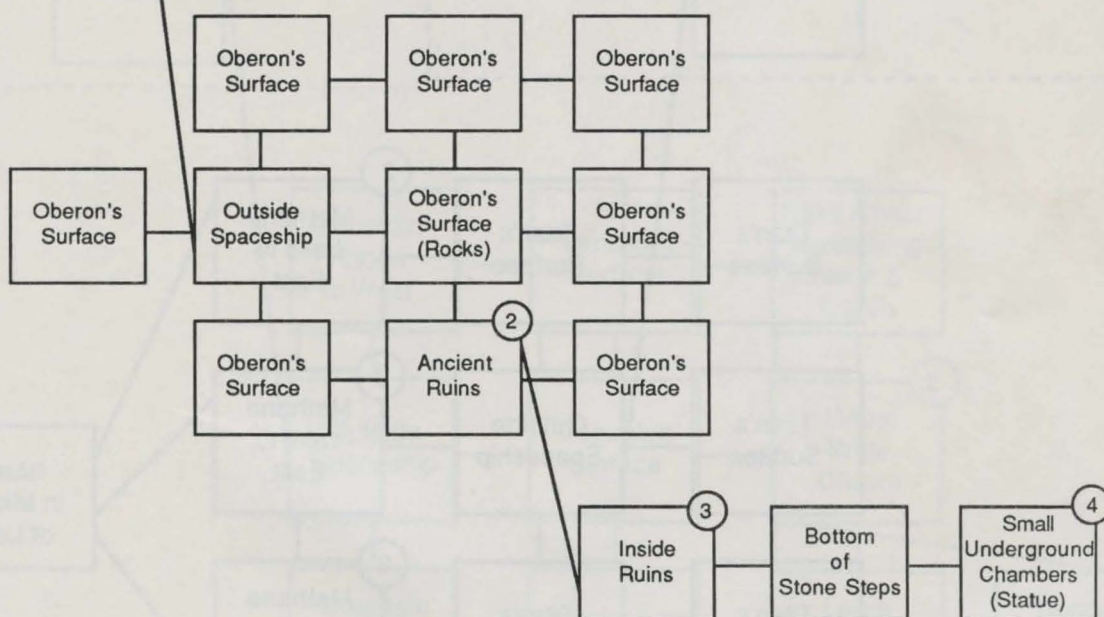 Oberon's
Surface
Oberon's
Surface
Oberon's
Surface
Oberon's
Surface
Outside
Spaceship
Oberon's
Surface
(Rocks)
Oberon's
Surface
2
Oberon's
Surface
Ancient
Ruins
Oberon's
Surface
3
Inside
Ruins
Bottom
of
Stone Steps
4
Small
Underground
Chambers
(Statue)